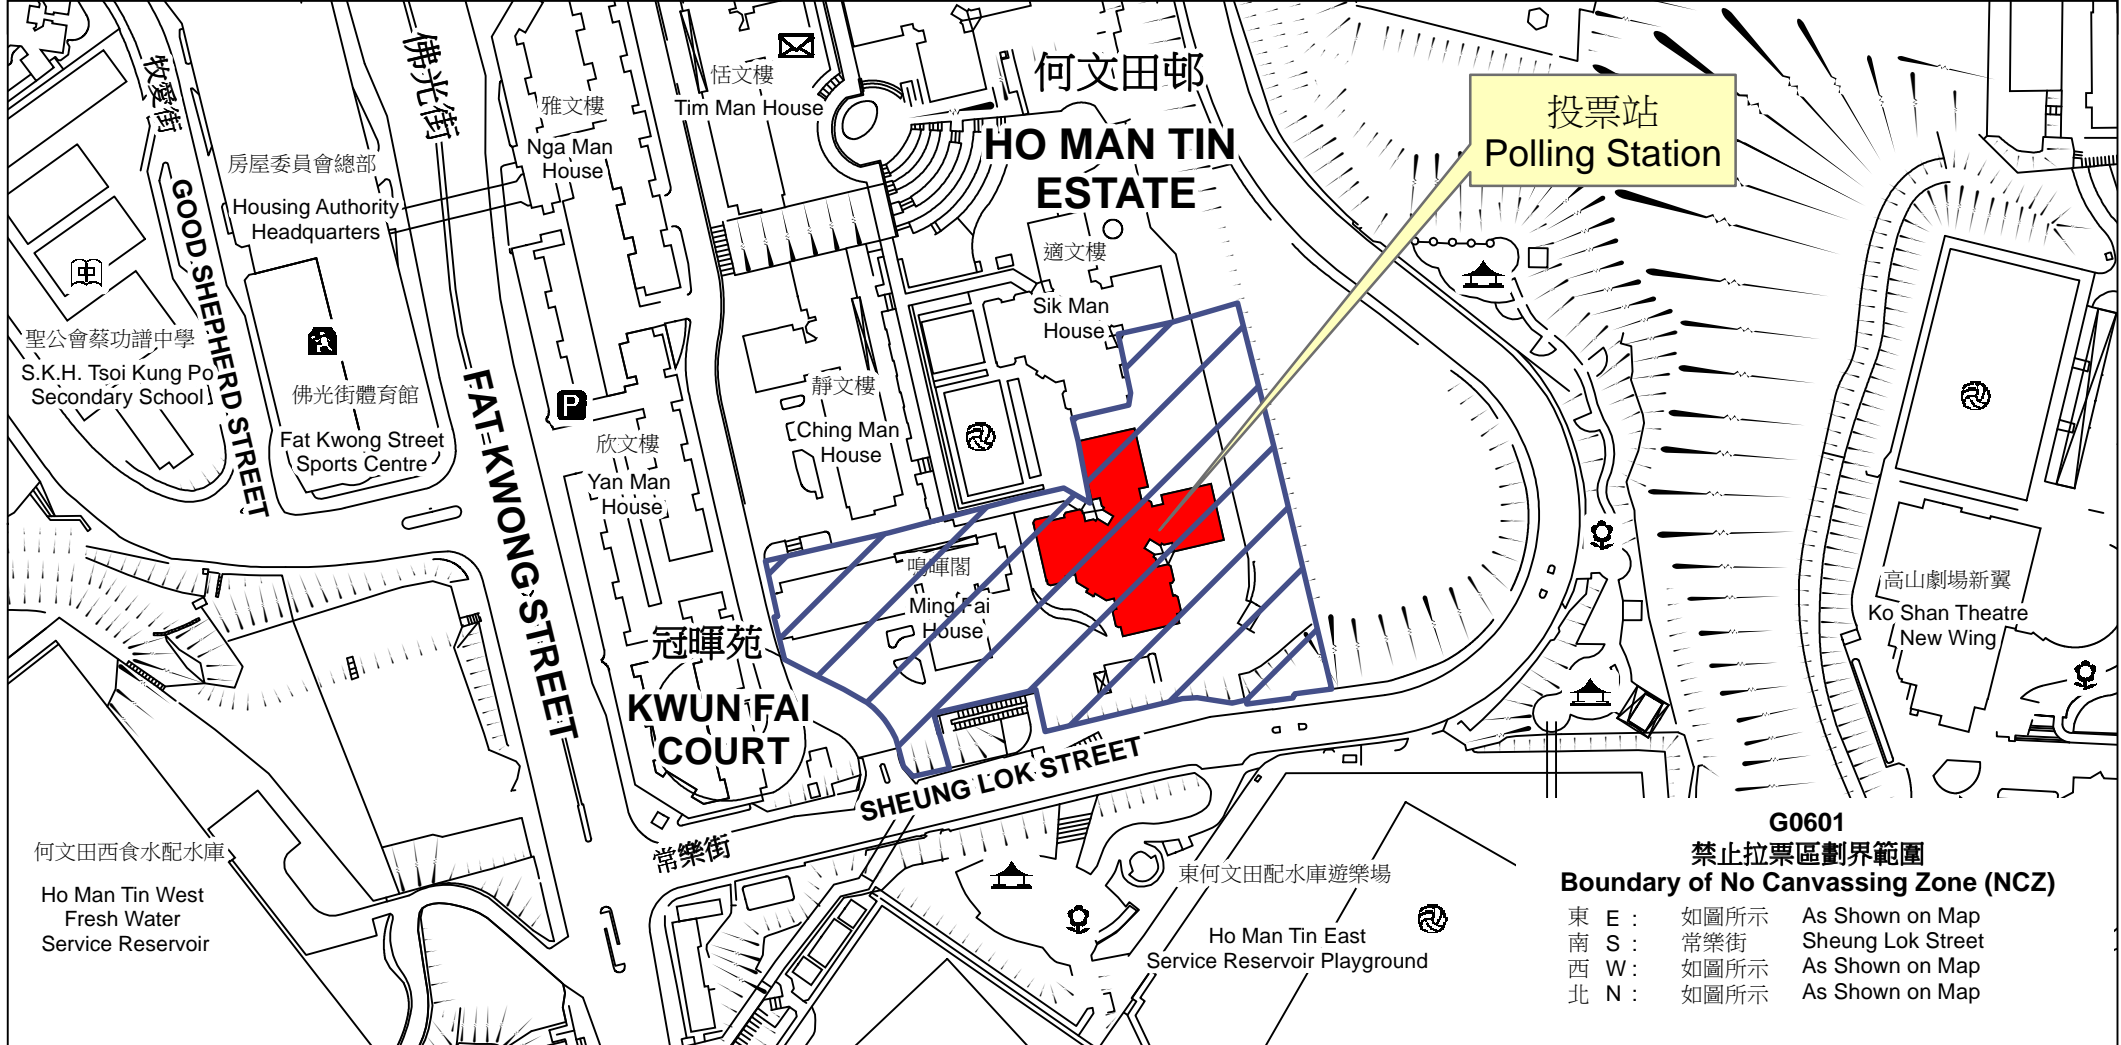 牧愛街
GOOD SHEPHERD STREET
佛光街
FAT KWONG STREET
房屋委員會總部
Housing Authority
Headquarters
雅文樓
Nga Man
House
恬文樓
Tim Man House
何文田邨
HO MAN TIN
ESTATE
投票站
Polling Station
適文樓
Sik Man
House
中
聖公會蔡功譜中學
S.K.H. Tsoi Kung Po
Secondary School
佛光街體育館
Fat Kwong Street
Sports Centre
P
靜文樓
Ching Man
House
欣文樓
Yan Man
House
鳴暉閣
Ming Fai
House
冠暉苑
KWUN FAI
COURT
高山劇場新翼
Ko Shan Theatre
New Wing
常樂街
SHEUNG LOK STREET
何文田西食水配水庫
Ho Man Tin West
Fresh Water
Service Reservoir
東何文田配水庫遊樂場
Ho Man Tin East
Service Reservoir Playground
G0601
禁止拉票區劃界範圍
Boundary of No Canvassing Zone (NCZ)
東 E : 如圖所示 As Shown on Map
南 S : 常樂街 Sheung Lok Street
西 W : 如圖所示 As Shown on Map
北 N : 如圖所示 As Shown on Map